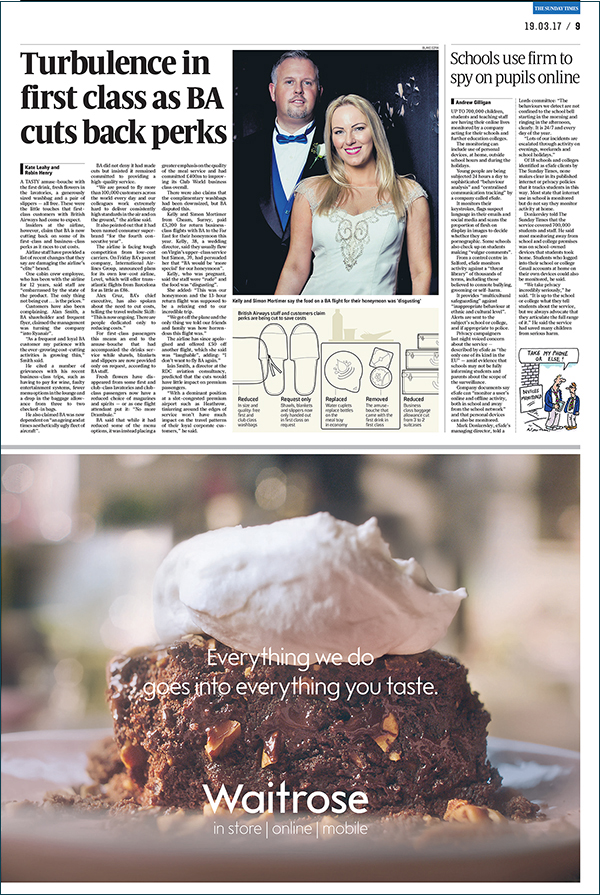 THE SUNDAY TIMES
19.03.17 / 9
Turbulence in
first class as BA
cuts back perks
Kate Leahy and
Robin Henry
A TASTY amuse-bouche with
the first drink, fresh flowers in
the lavatories, a generous-
sized washbag and a pair of
slippers — all free. These were
the little touches that first-
class customers with British
Airways had come to expect.
Insiders at the airline,
however, claim that BA is now
cutting back on some of its
first class and business-class
perks as it races to cut costs.
Airline staff have provided a
list of recent changes that they
say are damaging the airline's
"elite" brand.
One cabin crew employee,
who has been with the airline
for 12 years, said staff are
"embarrassed by the state of
the product. The only thing
not being cut ... is the prices."
Customers have also been
complaining. Alan Smith, a
BA shareholder and frequent
flyer, claimed the management
was turning the company
"into Ryanair".
"As a frequent and loyal BA
customer my patience with
the ever-growing cost-cutting
activities is growing thin,"
Smith said.
He cited a number of
grievances with his recent
business-class trips, such as
having to pay for wine, faulty
entertainment systems, fewer
menu options in the lounge and
a drop in the baggage allow-
ance from three to two
checked-in bags.
He also claimed BA was now
dependent on "an ageing and at
times aesthetically ugly fleet of
aircraft".
BA did not deny it had made
cuts but insisted it remained
committed to providing a
high-quality service.
"We are proud to fly more
than 100,000 customers across
the world every day and our
colleagues work extremely
hard to deliver consistently
high standards in the air and on
the ground," the airline said.
It also pointed out that it had
been named consumer super-
brand "for the fourth con-
secutive year".
The airline is facing tough
competition from low-cost
carriers. On Friday BA's parent
company, International Air-
lines Group, announced plans
for its own low-cost airline,
Level, which will offer trans-
atlantic flights from Barcelona
for as little as £86.
Alex Cruz, BA's chief
executive, has also spoken
about the need to cut costs,
telling the travel website Skift:
"This is now ongoing. There are
people dedicated only to
reducing costs."
For first-class passengers
this means an end to the
amuse-bouche that had
accompanied the drinks ser-
vice while shawls, blankets
and slippers are now provided
only on request, according to
BA staff.
Fresh flowers have dis-
appeared from some first and
club-class lavatories and club-
class passengers now have a
reduced choice of magazines
and spirits — or as one flight
attendant put it: "No more
Drambuie."
BA said that while it had
reduced some of the menu
options, it was instead placing a
greater emphasis on the quality
of the meal service and had
committed £400m to improv-
ing its Club World business
class overall.
There were also claims that
the complimentary washbags
had been downsized, but BA
disputed this.
Kelly and Simon Mortimer
from Cheam, Surrey, paid
£5,200 for return business-
class flights with BA to the Far
East for their honeymoon this
year. Kelly, 38, a wedding
director, said they usually flew
on Virgin's upper-class service
but Simon, 39, had persuaded
her that "BA would be 'more
special' for our honeymoon".
Kelly, who was pregnant,
said the staff were "rude" and
the food was "disgusting".
She added: "This was our
honeymoon and the 13-hour
return flight was supposed to
be a relaxing end to our
incredible trip.
"We got off the plane and the
only thing we told our friends
and family was how horren-
dous this flight was."
The airline has since apolo-
gised and offered £50 off
another flight, which she said
was "laughable", adding: "I
don't want to fly BA again."
Iain Smith, a director at the
RDC aviation consultancy,
predicted that the cuts would
have little impact on premium
passengers.
"With a dominant position
at a slot-congested premium
airport such as Heathrow,
tinkering around the edges of
service won't have much
impact on the travel patterns
of their loyal corporate cus-
tomers," he said.
Kelly and Simon Mortimer say the food on a BA flight for their honeymoon was 'disgusting'
British Airways staff and customers claim
perks are being cut to save costs
Reduced
In size and
quality: free
first and
club-class
washbags
Request only
Shawls, blankets
and slippers now
only handed out
in first class on
request
Replaced
Water cuplets
replace bottles
on the
meal tray
in economy
Removed
The amuse-
bouche that
came with the
first drink in
first class
Reduced
Business
class baggage
allowance cut
from 3 to 2
suitcases
Schools use firm to
spy on pupils online
Andrew Gilligan
UP TO 700,000 children,
students and teaching staff
are having their online lives
monitored by a company
acting for their schools and
further education colleges.
The monitoring can
include use of personal
devices, at home, outside
school hours and during the
holidays.
Young people are being
subjected 24 hours a day to
sophisticated "behaviour
analysis" and "centralised
communication tracking" by
a company called eSafe.
It monitors their
keystrokes, flags suspect
language in their emails and
social media and scans the
proportion of flesh on
display in images to decide
whether they are
pornographic. Some schools
also check up on students
making "vulgar comments".
From a control centre in
Salford, eSafe monitors
activity against a "threat
library" of thousands of
terms, including those
believed to connote bullying,
grooming or self-harm.
It provides "multicultural
safeguarding" against
"inappropriate behaviour at
ethnic and cultural level".
Alerts are sent to the
subject's school or college,
and if appropriate to police.
Privacy campaigners
last night voiced concern
about the service —
described by eSafe as "the
only one of its kind in the
EU" — amid evidence that
schools may not be fully
informing students and
parents about the scope of
the surveillance.
Company documents say
eSafe can "monitor a user's
online and offline activity,
both in school and away
from the school network"
and that personal devices
can also be monitored.
Mark Donkersley, eSafe's
managing director, told a
Lords committee: "The
behaviours we detect are not
confined to the school bell
starting in the morning and
ringing in the afternoon,
clearly. It is 24/7 and every
day of the year.
"Lots of our incidents are
escalated through activity on
evenings, weekends and
school holidays."
Of 18 schools and colleges
identified as eSafe clients by
The Sunday Times, none
makes clear in its published
internet or privacy policies
that it tracks students in this
way. Most state that internet
use in school is monitored
but do not say they monitor
activity at home.
Donkersley told The
Sunday Times that the
service covered 700,000
students and staff. He said
most monitoring away from
school and college premises
was on school-owned
devices that students took
home. Students who logged
into their school or college
Gmail accounts at home on
their own devices could also
be monitored, he said.
"We take privacy
incredibly seriously," he
said. "It is up to the school
or college what they tell
students about the service,
but we always advocate that
they articulate the full range
of it." He said the service
had saved many children
from serious harm.
TAKE MY PHONE
OR ELSE!
BULLIES
MONITORED
Everything we do
goes into everything you taste.
Waitrose
in store | online | mobile